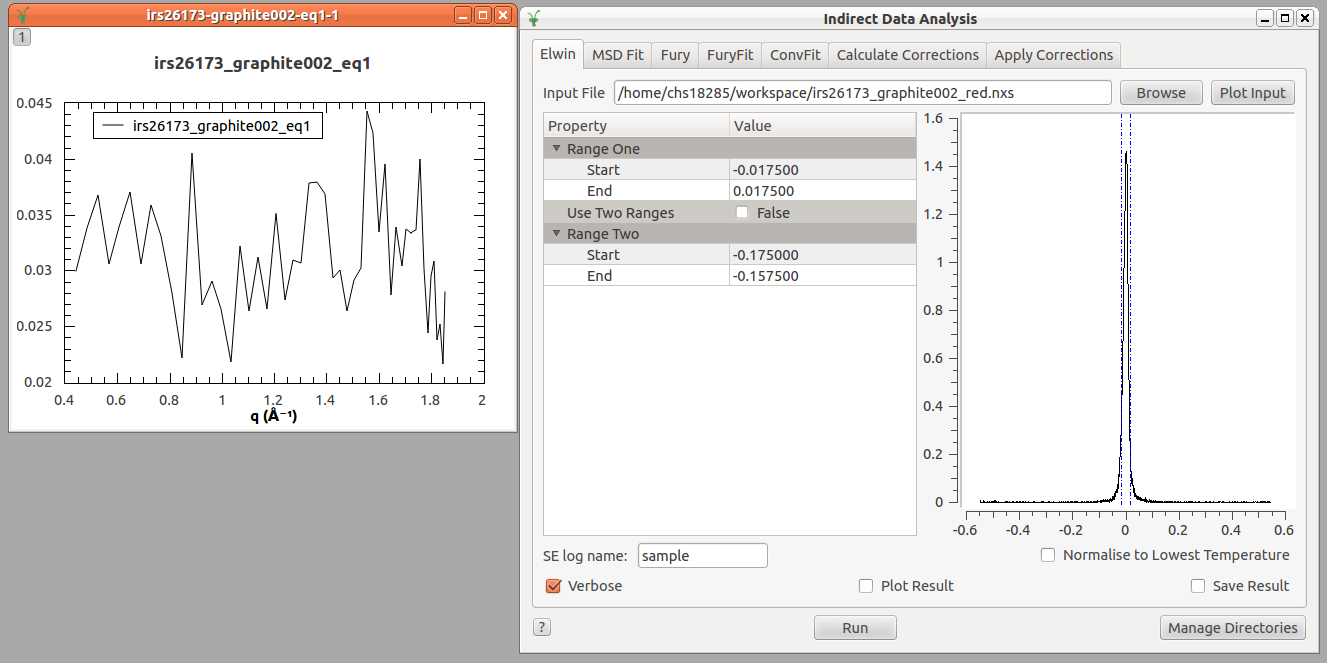 irs26173-graphite002-eq1-1
1
irs26173_graphite002_eq1
irs26173_graphite002_eq1
0.045
0.04
0.035
0.03
0.025
0.02
0.4 0.6 0.8 1 1.2 1.4 1.6 1.8 2
q (Å⁻¹)
Indirect Data Analysis
Elwin MSD Fit Fury FuryFit ConvFit Calculate Corrections Apply Corrections
Input File /home/chs18285/workspace/irs26173_graphite002_red.nxs Browse Plot Input
Property Value
Range One
Start -0.017500
End 0.017500
Use Two Ranges False
Range Two
Start -0.175000
End -0.157500
1.6
1.4
1.2
1
0.8
0.6
0.4
0.2
0
-0.6 -0.4 -0.2 0 0.2 0.4 0.6
SE log name: sample Normalise to Lowest Temperature
Verbose Plot Result Save Result
? Run Manage Directories